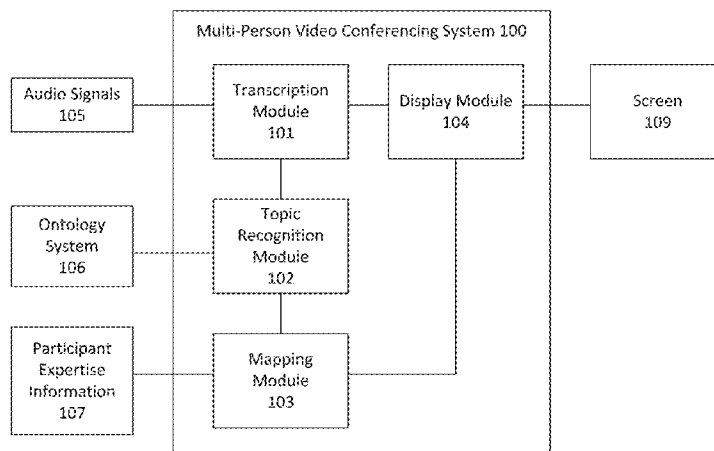 Multi-Person Video Conferencing System 100
Audio Signals
105
Transcription
Module
101
Display Module
104
Screen
109
Ontology
System
106
Topic
Recognition
Module
102
Participant
Expertise
Information
107
Mapping
Module
103